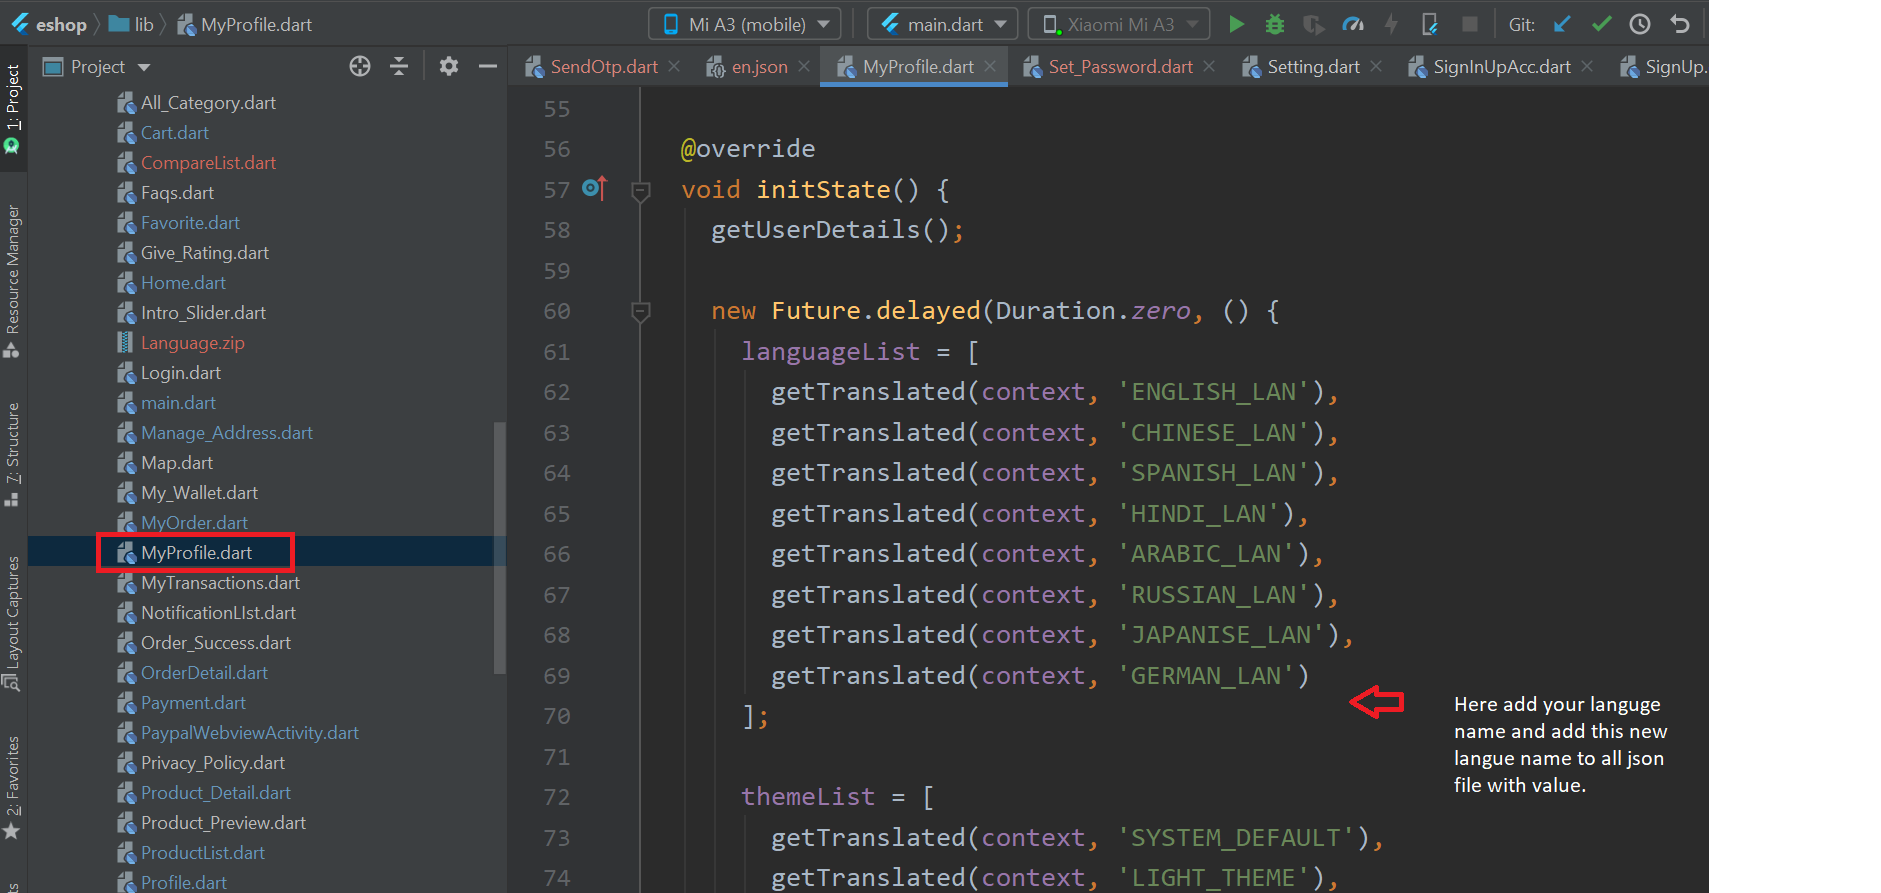 eshop lib MyProfile.dart Mi A3 (mobile) main.dart Xiaomi Mi A3 Git:
1: Project
Resource Manager
7: Structure
Layout Captures
2: Favorites
Project
All_Category.dart
Cart.dart
CompareList.dart
Faqs.dart
Favorite.dart
Give_Rating.dart
Home.dart
Intro_Slider.dart
Language.zip
Login.dart
main.dart
Manage_Address.dart
Map.dart
My_Wallet.dart
MyOrder.dart
MyProfile.dart
MyTransactions.dart
NotificationLIst.dart
Order_Success.dart
OrderDetail.dart
Payment.dart
PaypalWebviewActivity.dart
Privacy_Policy.dart
Product_Detail.dart
Product_Preview.dart
ProductList.dart
Profile.dart
SendOtp.dart en.json MyProfile.dart Set_Password.dart Setting.dart SignInUpAcc.dart SignUp.
55
56 @override
57 void initState() {
58 getUserDetails();
59
60 new Future.delayed(Duration.zero, () {
61 languageList = [
62 getTranslated(context, 'ENGLISH_LAN'),
63 getTranslated(context, 'CHINESE_LAN'),
64 getTranslated(context, 'SPANISH_LAN'),
65 getTranslated(context, 'HINDI_LAN'),
66 getTranslated(context, 'ARABIC_LAN'),
67 getTranslated(context, 'RUSSIAN_LAN'),
68 getTranslated(context, 'JAPANISE_LAN'),
69 getTranslated(context, 'GERMAN_LAN')
70 ];
71
72 themeList = [
73 getTranslated(context, 'SYSTEM_DEFAULT'),
74 getTranslated(context, 'LIGHT_THEME'),
Here add your languge
name and add this new
langue name to all json
file with value.